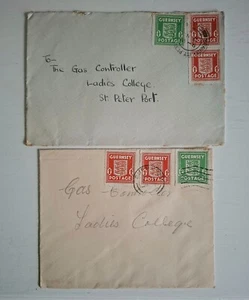 GUERNSEY
POSTAGE
GUERNSEY
POSTAGE
GUERNSEY
POSTAGE
To-
The Gas Controller
Ladies College
St. Peter Port.
GUERNSEY
POSTAGE
GUERNSEY
POSTAGE
GUERNSEY
POSTAGE
Gas Controller
Ladies College